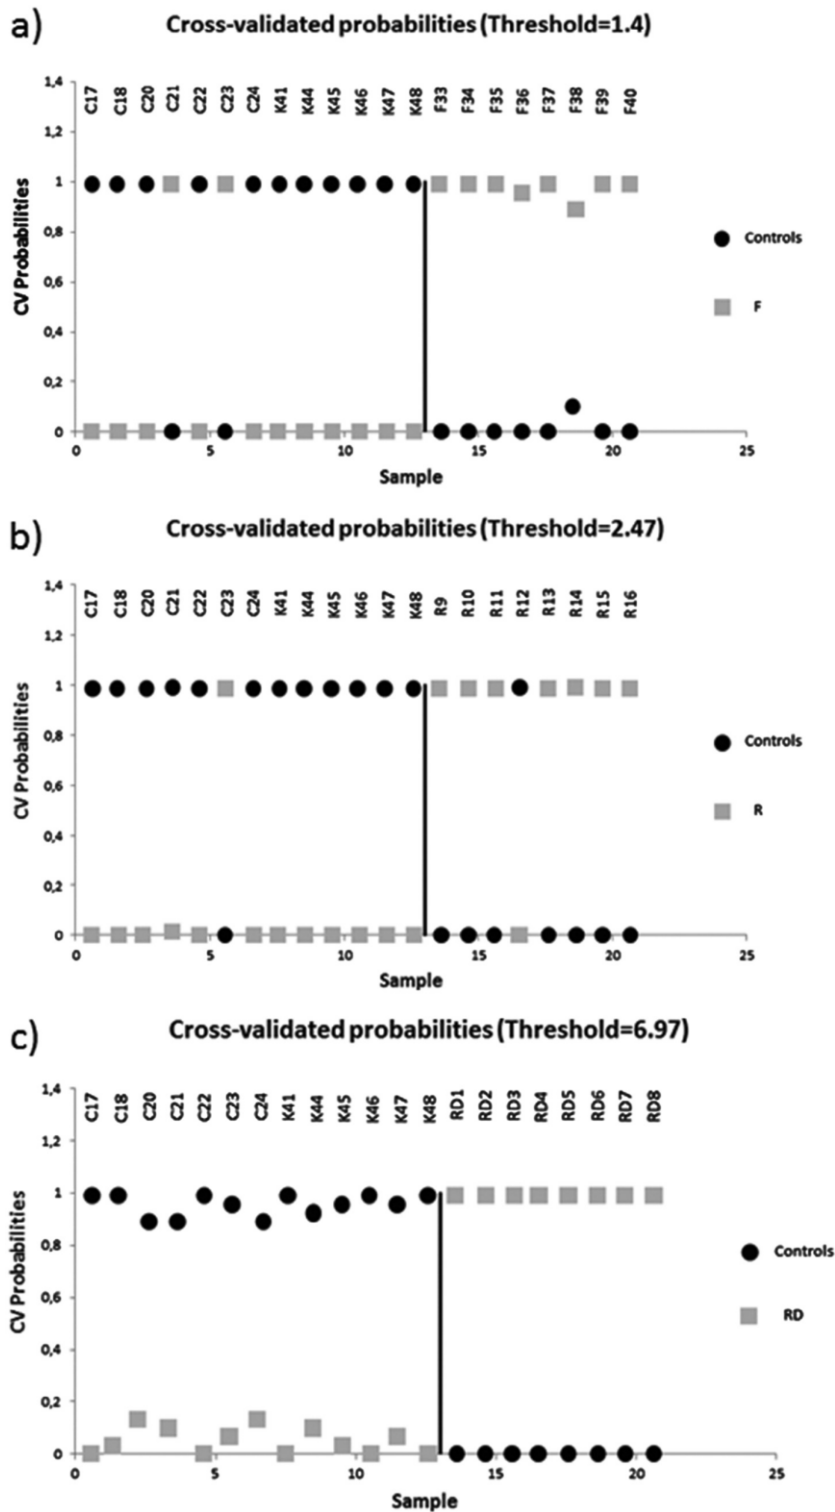 a)
Cross-validated probabilities (Threshold=1.4)
C17 C18 C20 C21 C22 C23 C24 K41 K44 K45 K46 K47 K48 F33 F34 F35 F36 F37 F38 F39 F40
1,4
1,2
1
0,8
0,6
0,4
0,2
0
CV Probabilities
Controls
F
0 5 10 15 20 25
Sample
b)
Cross-validated probabilities (Threshold=2.47)
C17 C18 C20 C21 C22 C23 C24 K41 K44 K45 K46 K47 K48 R9 R10 R11 R12 R13 R14 R15 R16
1,4
1,2
1
0,8
0,6
0,4
0,2
0
CV Probabilities
Controls
R
0 5 10 15 20 25
Sample
c)
Cross-validated probabilities (Threshold=6.97)
C17 C18 C20 C21 C22 C23 C24 K41 K44 K45 K46 K47 K48 RD1 RD2 RD3 RD4 RD5 RD6 RD7 RD8
1,4
1,2
1
0,8
0,6
0,4
0,2
0
CV Probabilities
Controls
RD
0 5 10 15 20 25
Sample